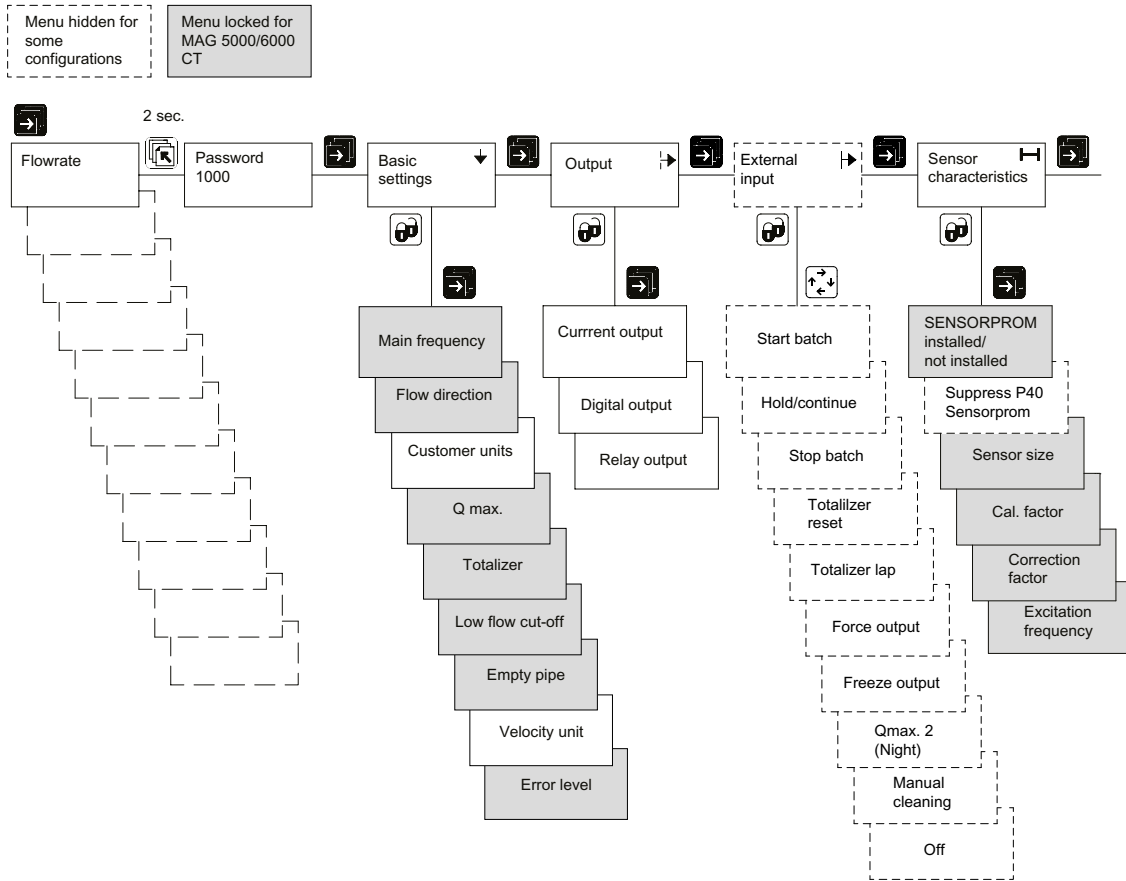 Menu hidden for
some
configurations
Menu locked for
MAG 5000/6000
CT
2 sec.
Flowrate
Password
1000
Basic
settings
Output
External
input
Sensor
characteristics
Main frequency
Flow direction
Customer units
Q max.
Totalizer
Low flow cut-off
Empty pipe
Velocity unit
Error level
Currrent output
Digital output
Relay output
Start batch
Hold/continue
Stop batch
Totalilzer
reset
Totalizer lap
Force output
Freeze output
Qmax. 2
(Night)
Manual
cleaning
Off
SENSORPROM
installed/
not installed
Suppress P40
Sensorprom
Sensor size
Cal. factor
Correction
factor
Excitation
frequency